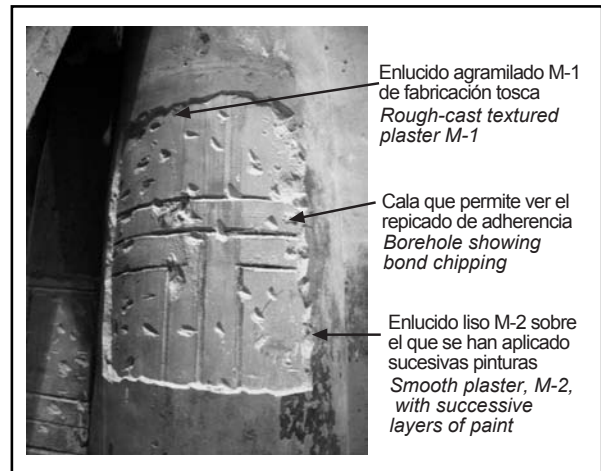 Enlucido agramilado M-1
de fabricación tosca
Rough-cast textured
plaster M-1
Cala que permite ver el
repicado de adherencia
Borehole showing
bond chipping
Enlucido liso M-2 sobre
el que se han aplicado
sucesivas pinturas
Smooth plaster, M-2,
with successive
layers of paint